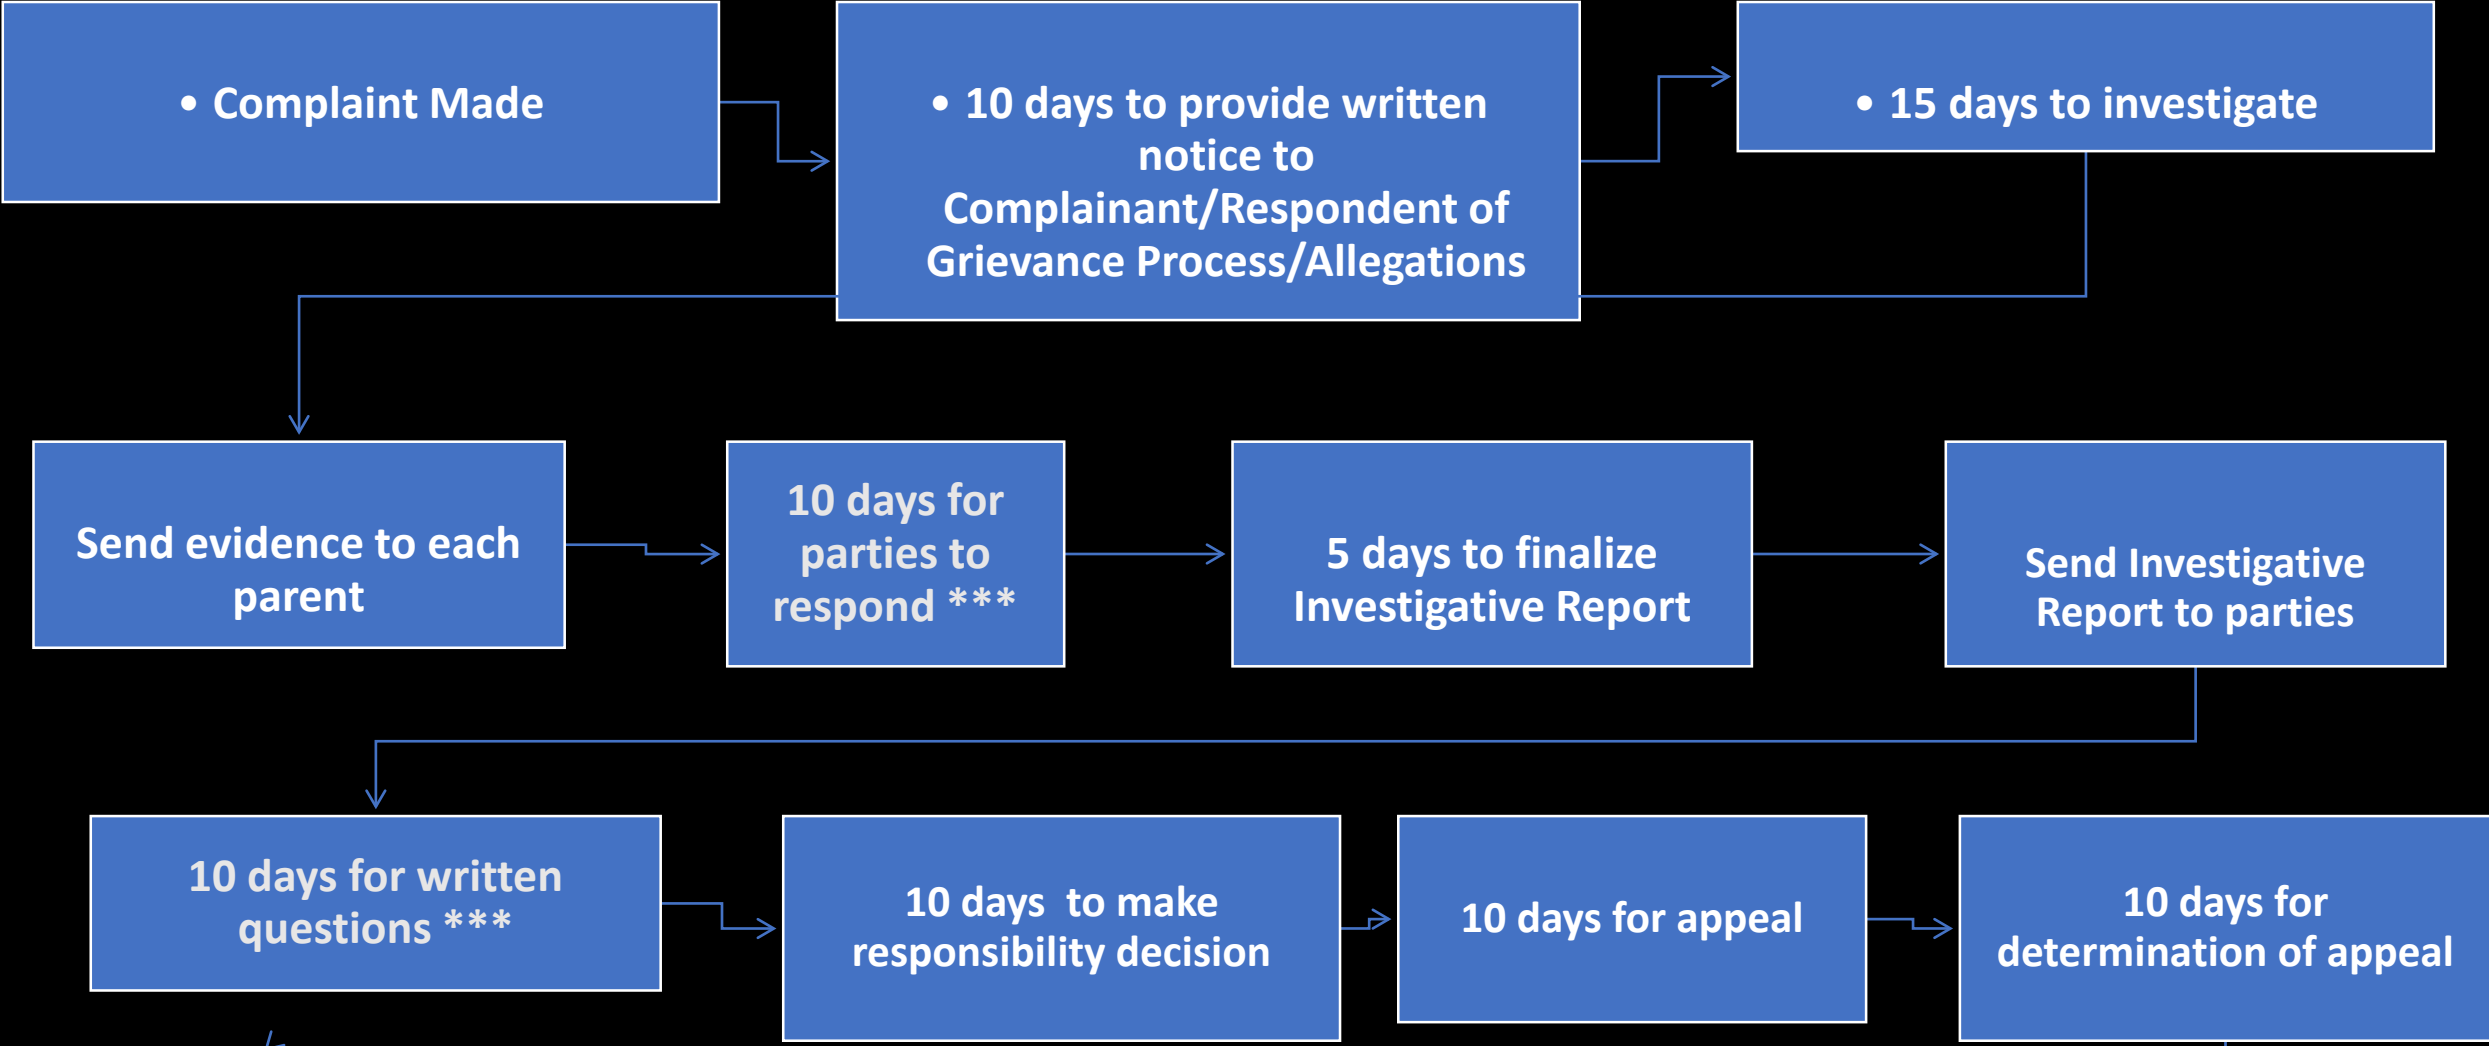 • Complaint Made
• 10 days to provide written
notice to
Complainant/Respondent of
Grievance Process/Allegations
• 15 days to investigate
Send evidence to each
parent
10 days for
parties to
respond ***
5 days to finalize
Investigative Report
Send Investigative
Report to parties
10 days for written
questions ***
10 days  to make
responsibility decision
10 days for appeal
10 days for
determination of appeal